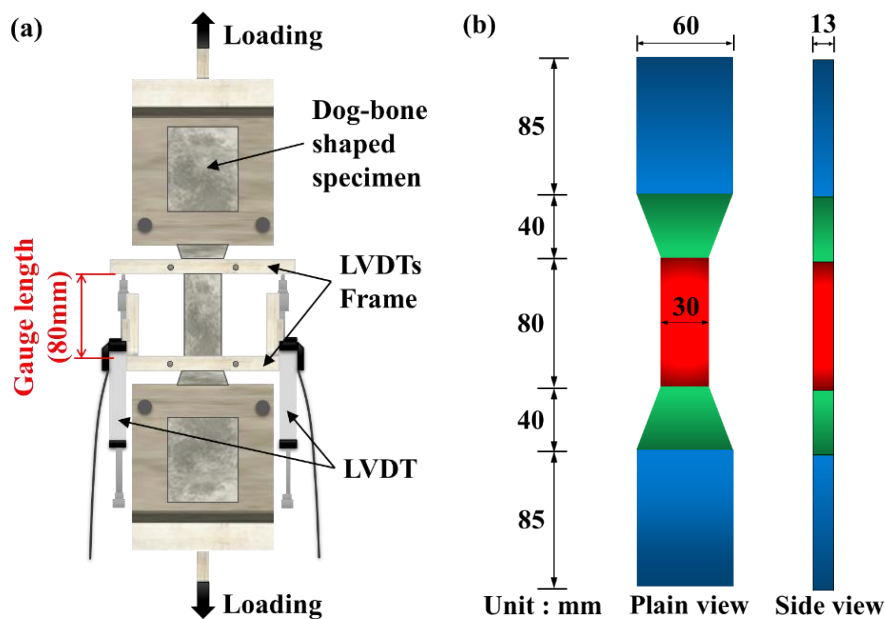 (a)
Loading
Dog-bone
shaped
specimen
LVDTs
Frame
Gauge length
(80mm)
LVDT
Loading
(b)
60
13
85
40
80
30
40
85
Unit : mm
Plain view
Side view